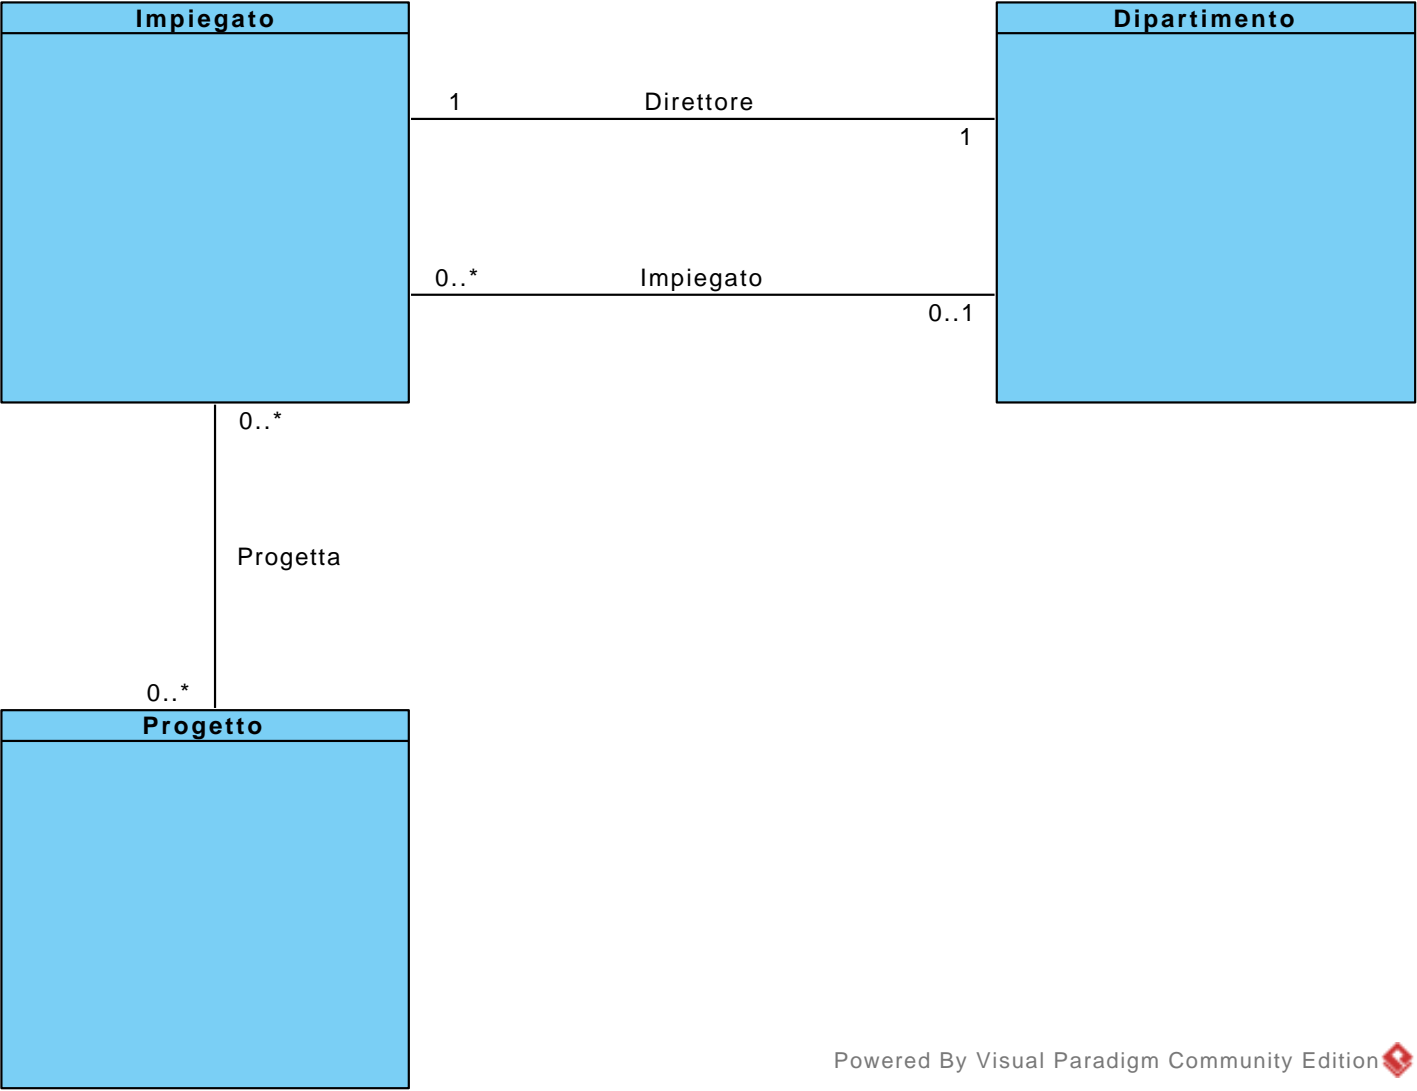 Impiegato
Dipartimento
1
Direttore
1
0..*
Impiegato
0..1
0..*
Progetta
0..*
Progetto
Powered By Visual Paradigm Community Edition